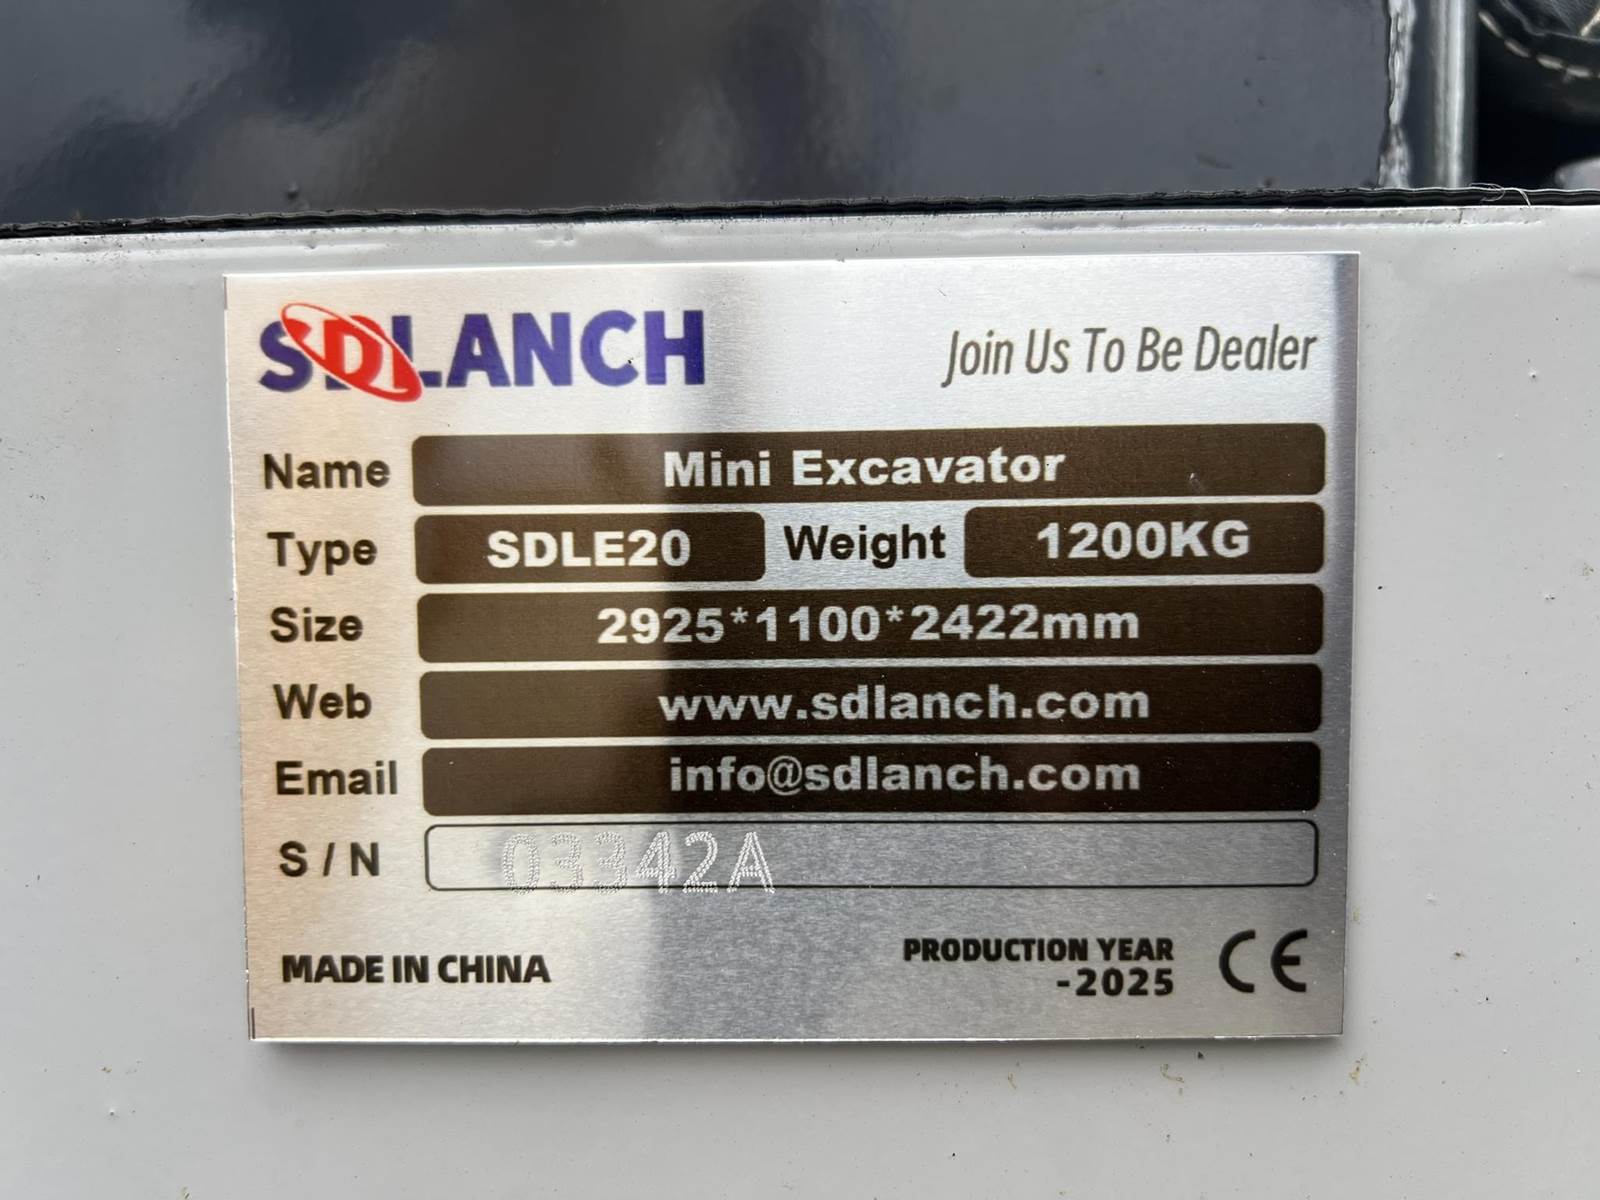 SDLANCH Join Us To Be Dealer
Name Mini Excavator
Type SDLE20 Weight 1200KG
Size 2925*1100*2422mm
Web www.sdlanch.com
Email info@sdlanch.com
S / N 03342A
MADE IN CHINA PRODUCTION YEAR CE
-2025